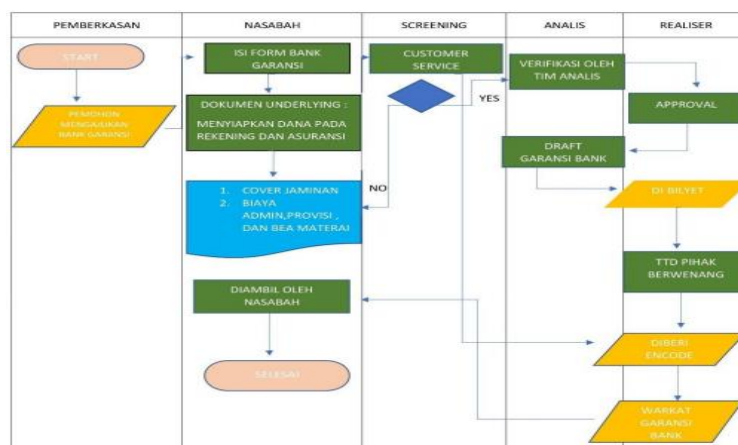 PEMBERKASAN
NASABAH
SCREENING
ANALIS
REALISER
START
PEMOHON
MENGAJUKAN
BANK GARANSI
ISI FORM BANK
GARANSI
DOKUMEN UNDERLYING :
MENYIAPKAN DANA PADA
REKENING DAN ASURANSI
1. COVER JAMINAN
2. BIAYA
ADMIN,PROVISI ,
DAN BEA MATERAI
DIAMBIL OLEH
NASABAH
SELESAI
CUSTOMER
SERVICE
YES
NO
VERIFIKASI OLEH
TIM ANALIS
DRAFT
GARANSI BANK
APPROVAL
DI BILYET
TTD PIHAK
BERWENANG
DIBERI
ENCODE
WARKAT
GARANSI
BANK